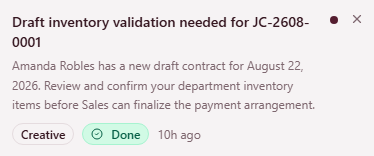 Draft inventory validation needed for JC-2608-
0001
Amanda Robles has a new draft contract for August 22,
2026. Review and confirm your department inventory
items before Sales can finalize the payment arrangement.
Creative Done 10h ago